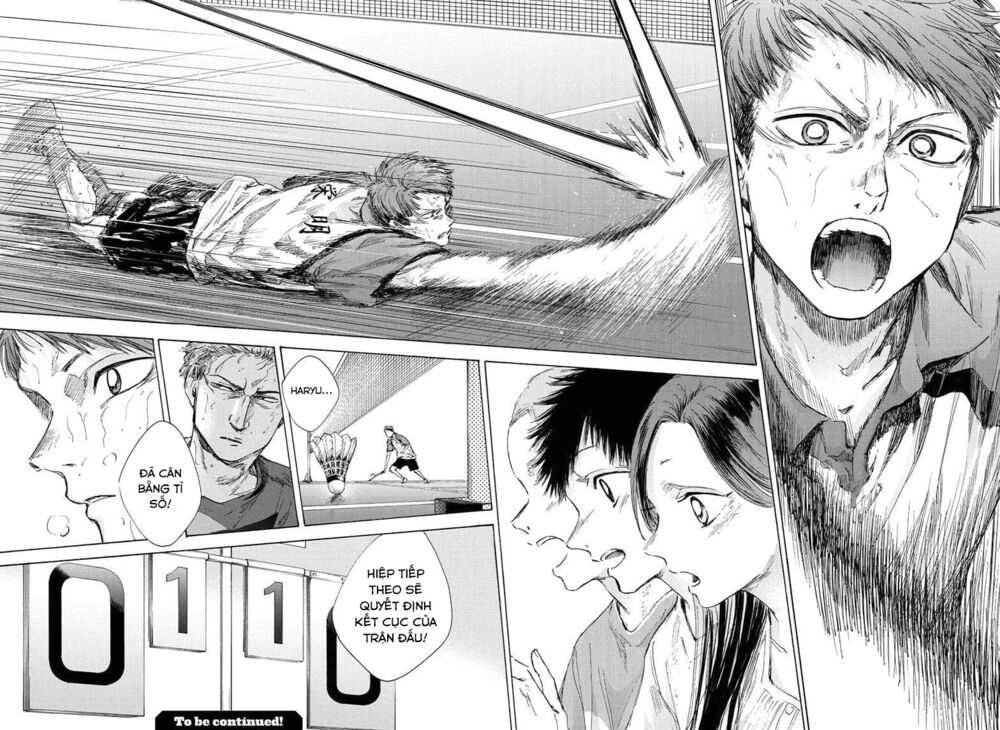 明
HARYU...
ĐÃ CÂN
BẰNG TỈ
SỐ!
HIỆP TIẾP
THEO SẼ
QUYẾT ĐỊNH
KẾT CỤC CỦA
TRẬN ĐẤU!
0 1 1 0
To be continued!